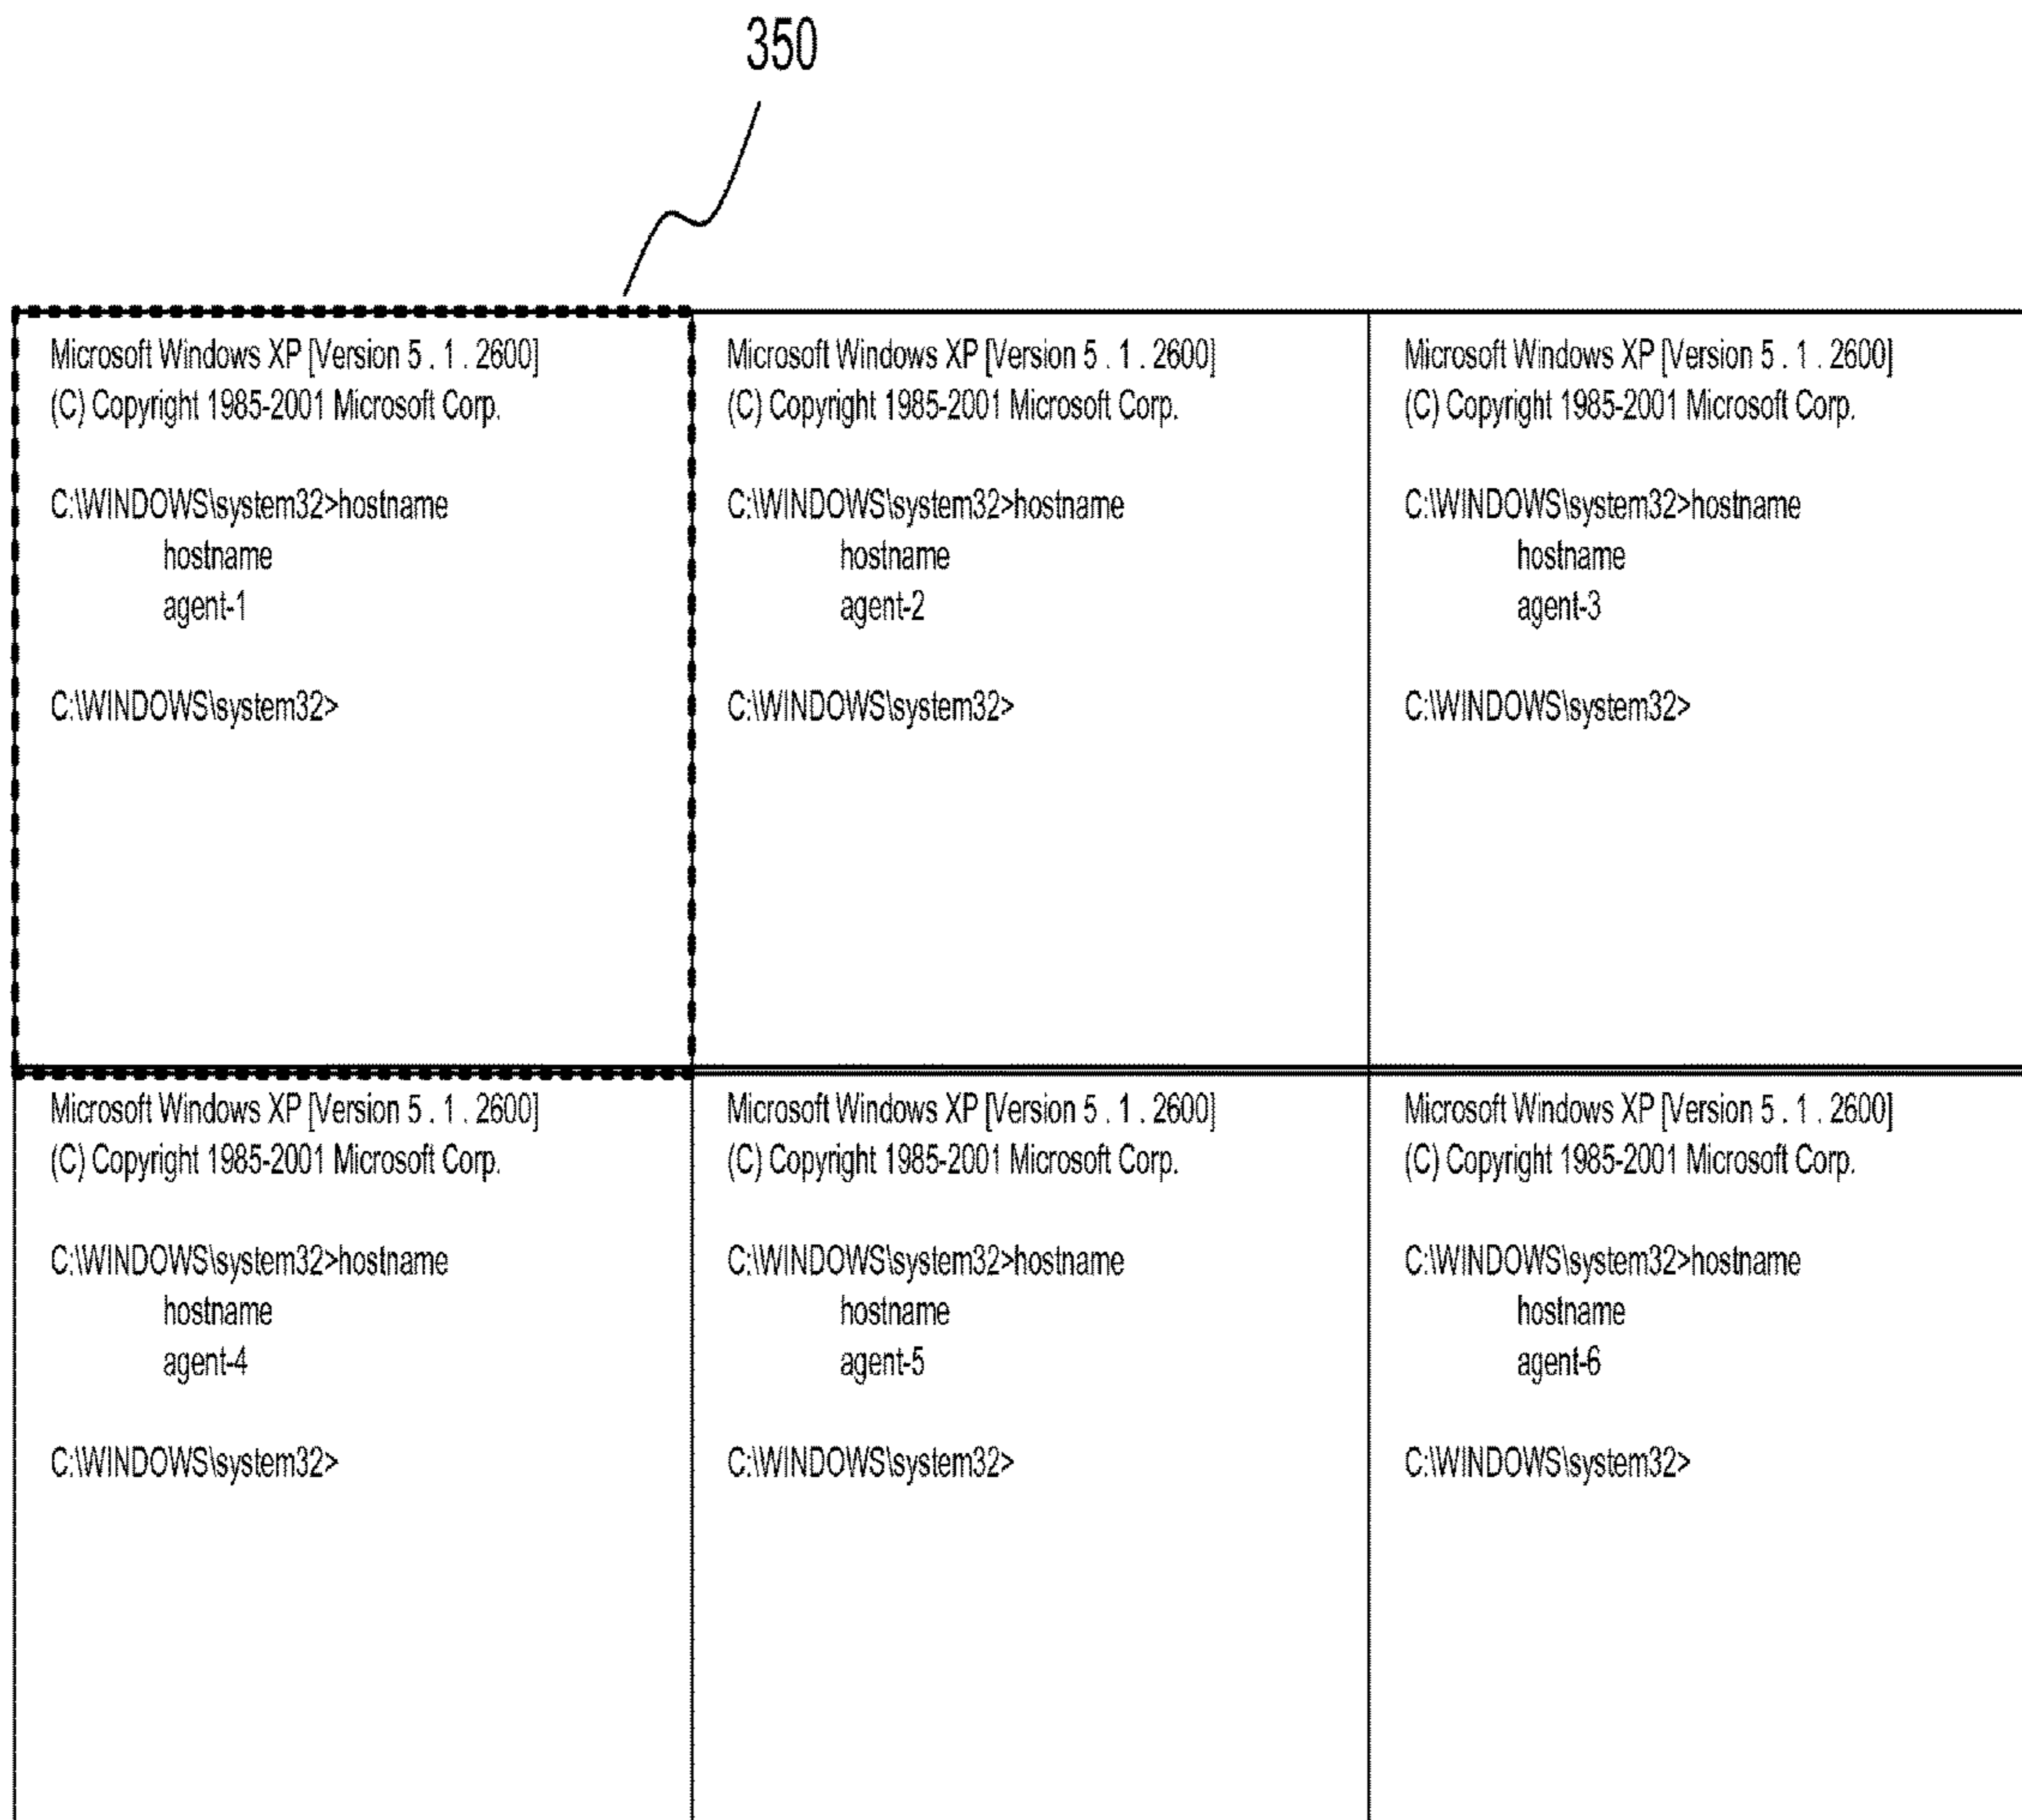 350
Microsoft Windows XP [Version 5 . 1 . 2600]
(C) Copyright 1985-2001 Microsoft Corp.
C:\WINDOWS\system32>hostname
hostname
agent-1
C:\WINDOWS\system32>
Microsoft Windows XP [Version 5 . 1 . 2600]
(C) Copyright 1985-2001 Microsoft Corp.
C:\WINDOWS\system32>hostname
hostname
agent-2
C:\WINDOWS\system32>
Microsoft Windows XP [Version 5 . 1 . 2600]
(C) Copyright 1985-2001 Microsoft Corp.
C:\WINDOWS\system32>hostname
hostname
agent-3
C:\WINDOWS\system32>
Microsoft Windows XP [Version 5 . 1 . 2600]
(C) Copyright 1985-2001 Microsoft Corp.
C:\WINDOWS\system32>hostname
hostname
agent-4
C:\WINDOWS\system32>
Microsoft Windows XP [Version 5 . 1 . 2600]
(C) Copyright 1985-2001 Microsoft Corp.
C:\WINDOWS\system32>hostname
hostname
agent-5
C:\WINDOWS\system32>
Microsoft Windows XP [Version 5 . 1 . 2600]
(C) Copyright 1985-2001 Microsoft Corp.
C:\WINDOWS\system32>hostname
hostname
agent-6
C:\WINDOWS\system32>